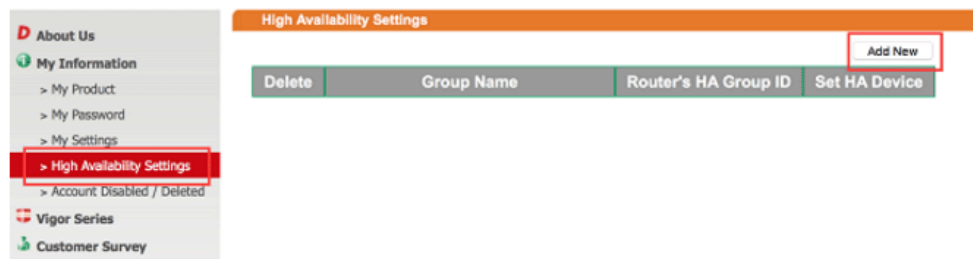 About Us
My Information
> My Product
> My Password
> My Settings
> High Availability Settings
> Account Disabled / Deleted
Vigor Series
Customer Survey
High Availability Settings
Add New
Delete Group Name Router's HA Group ID Set HA Device